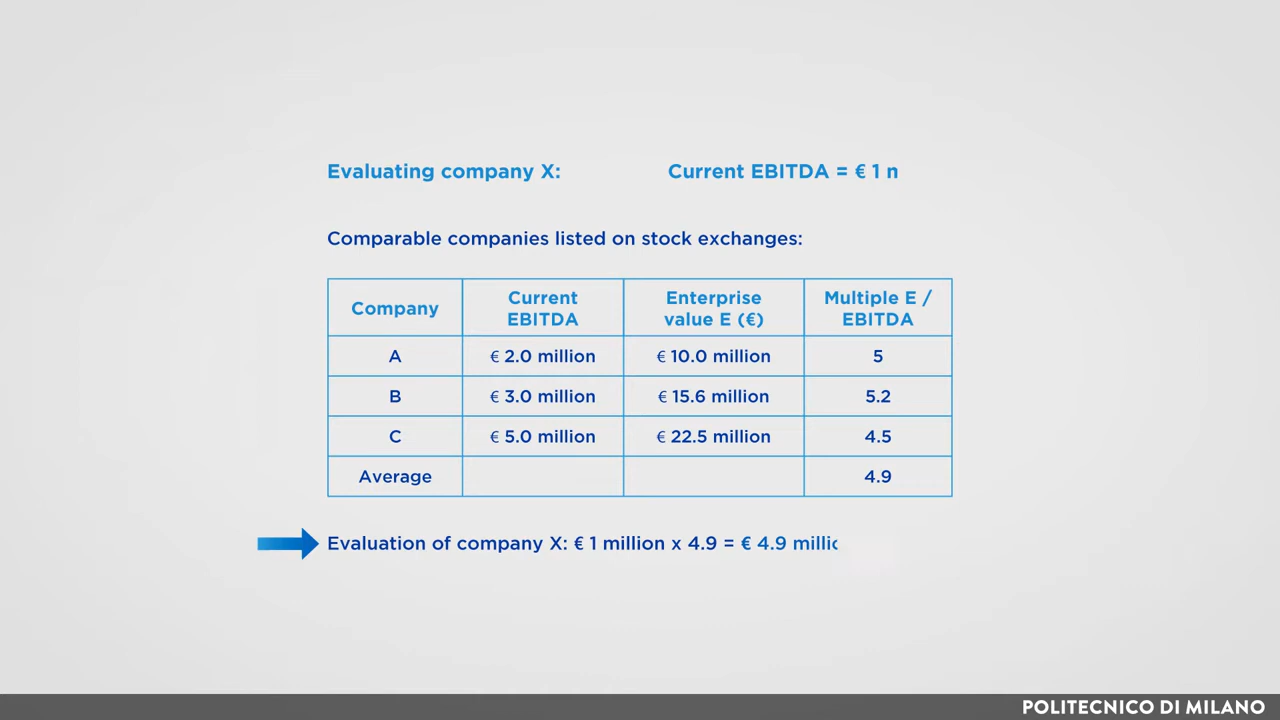 Evaluating company X: Current EBITDA = € 1 n
Comparable companies listed on stock exchanges:
Company Current EBITDA Enterprise value E (€) Multiple E / EBITDA
A € 2.0 million € 10.0 million 5
B € 3.0 million € 15.6 million 5.2
C € 5.0 million € 22.5 million 4.5
Average 4.9
Evaluation of company X: € 1 million x 4.9 = € 4.9 millic
POLITECNICO DI MILANO